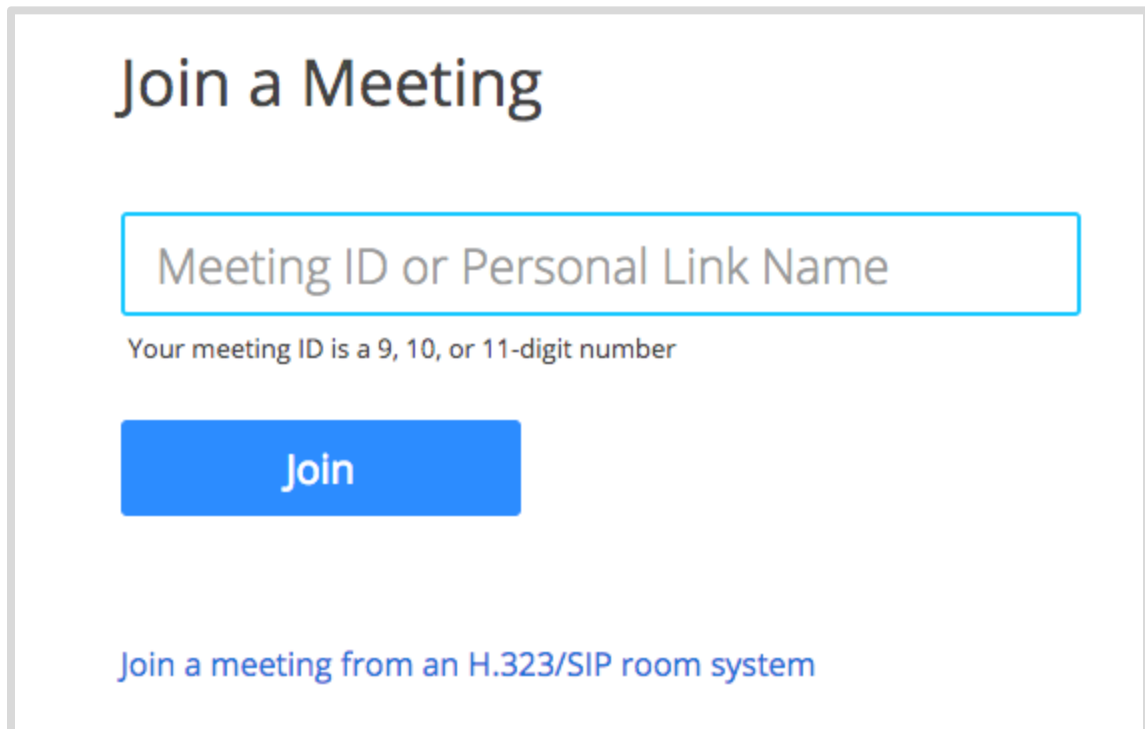 Join a Meeting
Meeting ID or Personal Link Name
Your meeting ID is a 9, 10, or 11-digit number
Join
Join a meeting from an H.323/SIP room system